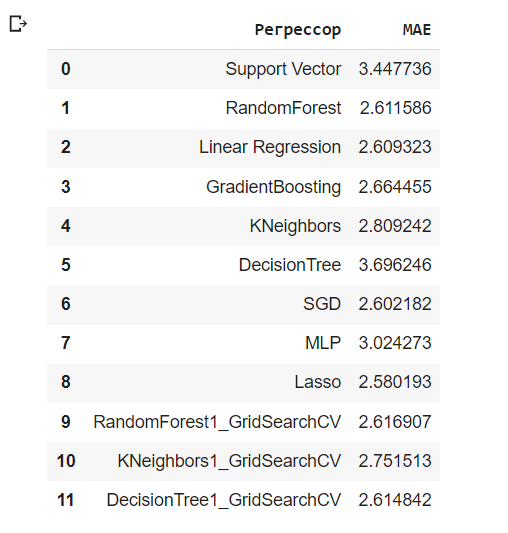 Регрессор MAE
0 Support Vector 3.447736
1 RandomForest 2.611586
2 Linear Regression 2.609323
3 GradientBoosting 2.664455
4 KNeighbors 2.809242
5 DecisionTree 3.696246
6 SGD 2.602182
7 MLP 3.024273
8 Lasso 2.580193
9 RandomForest1_GridSearchCV 2.616907
10 KNeighbors1_GridSearchCV 2.751513
11 DecisionTree1_GridSearchCV 2.614842